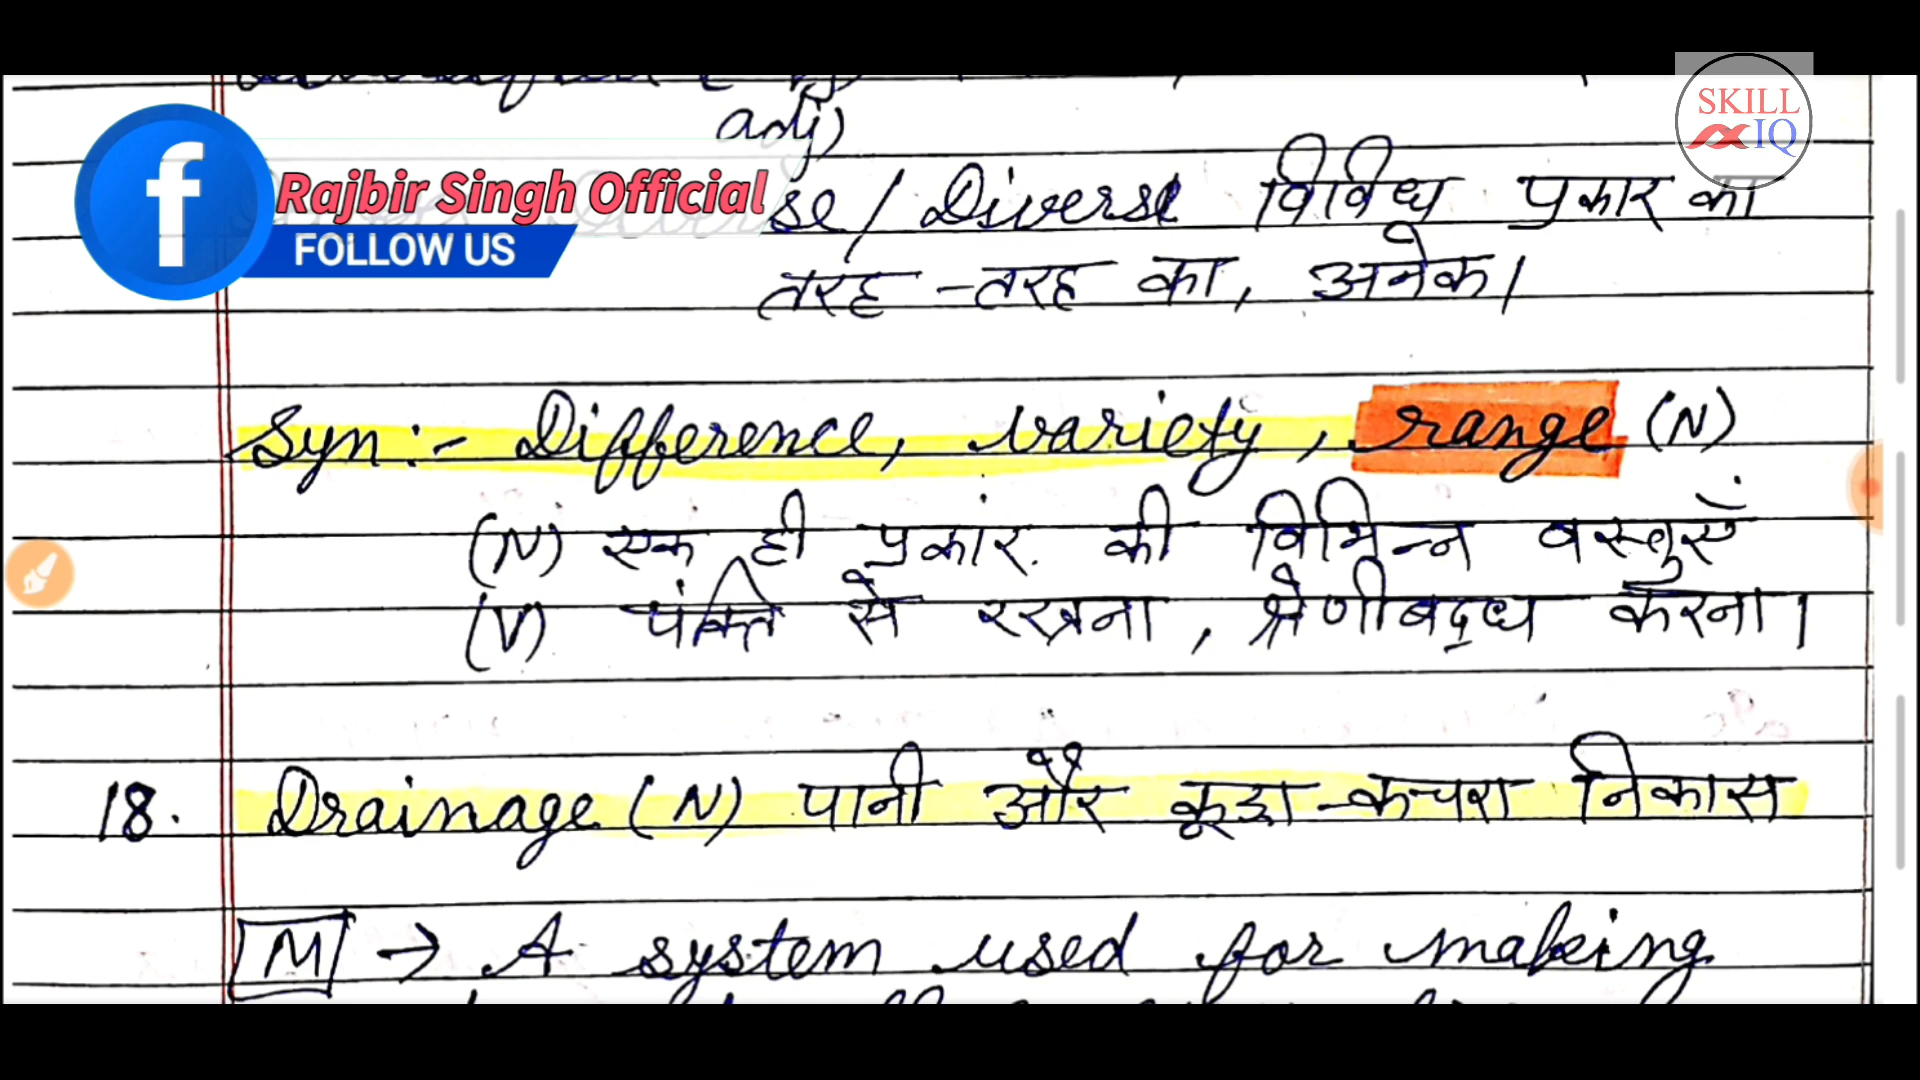 adj)
SKILL
IQ
Rajbir Singh Official
FOLLOW US
se / Diverse विविध प्रकार का
तरह - तरह का, अनेक।
Syn :- Difference, variety, range (N)
(N) एक ही प्रकार की विभिन्न वस्तुएँ
(V) पंक्ति से रखना, श्रेणीबद्ध करना।
18. Drainage (N) पानी और कूड़ा-कचरा निकास
M → A system used for making